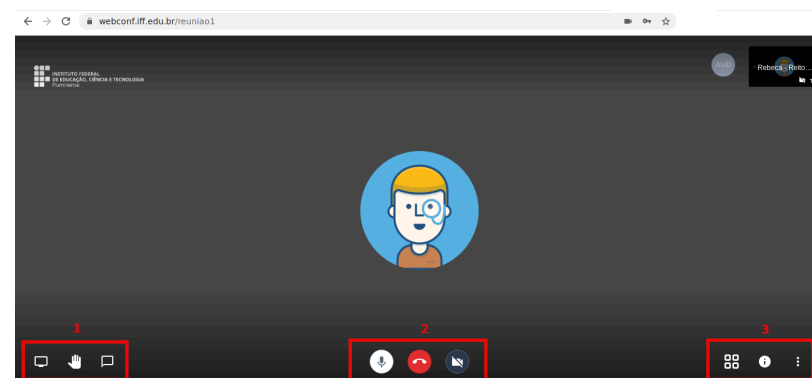 webconf.iff.edu.br/reuniao1
INSTITUTO FEDERAL
DE EDUCAÇÃO, CIÊNCIA E TECNOLOGIA
Fluminense
AUD
Rebeca - Reito...
1
2
3